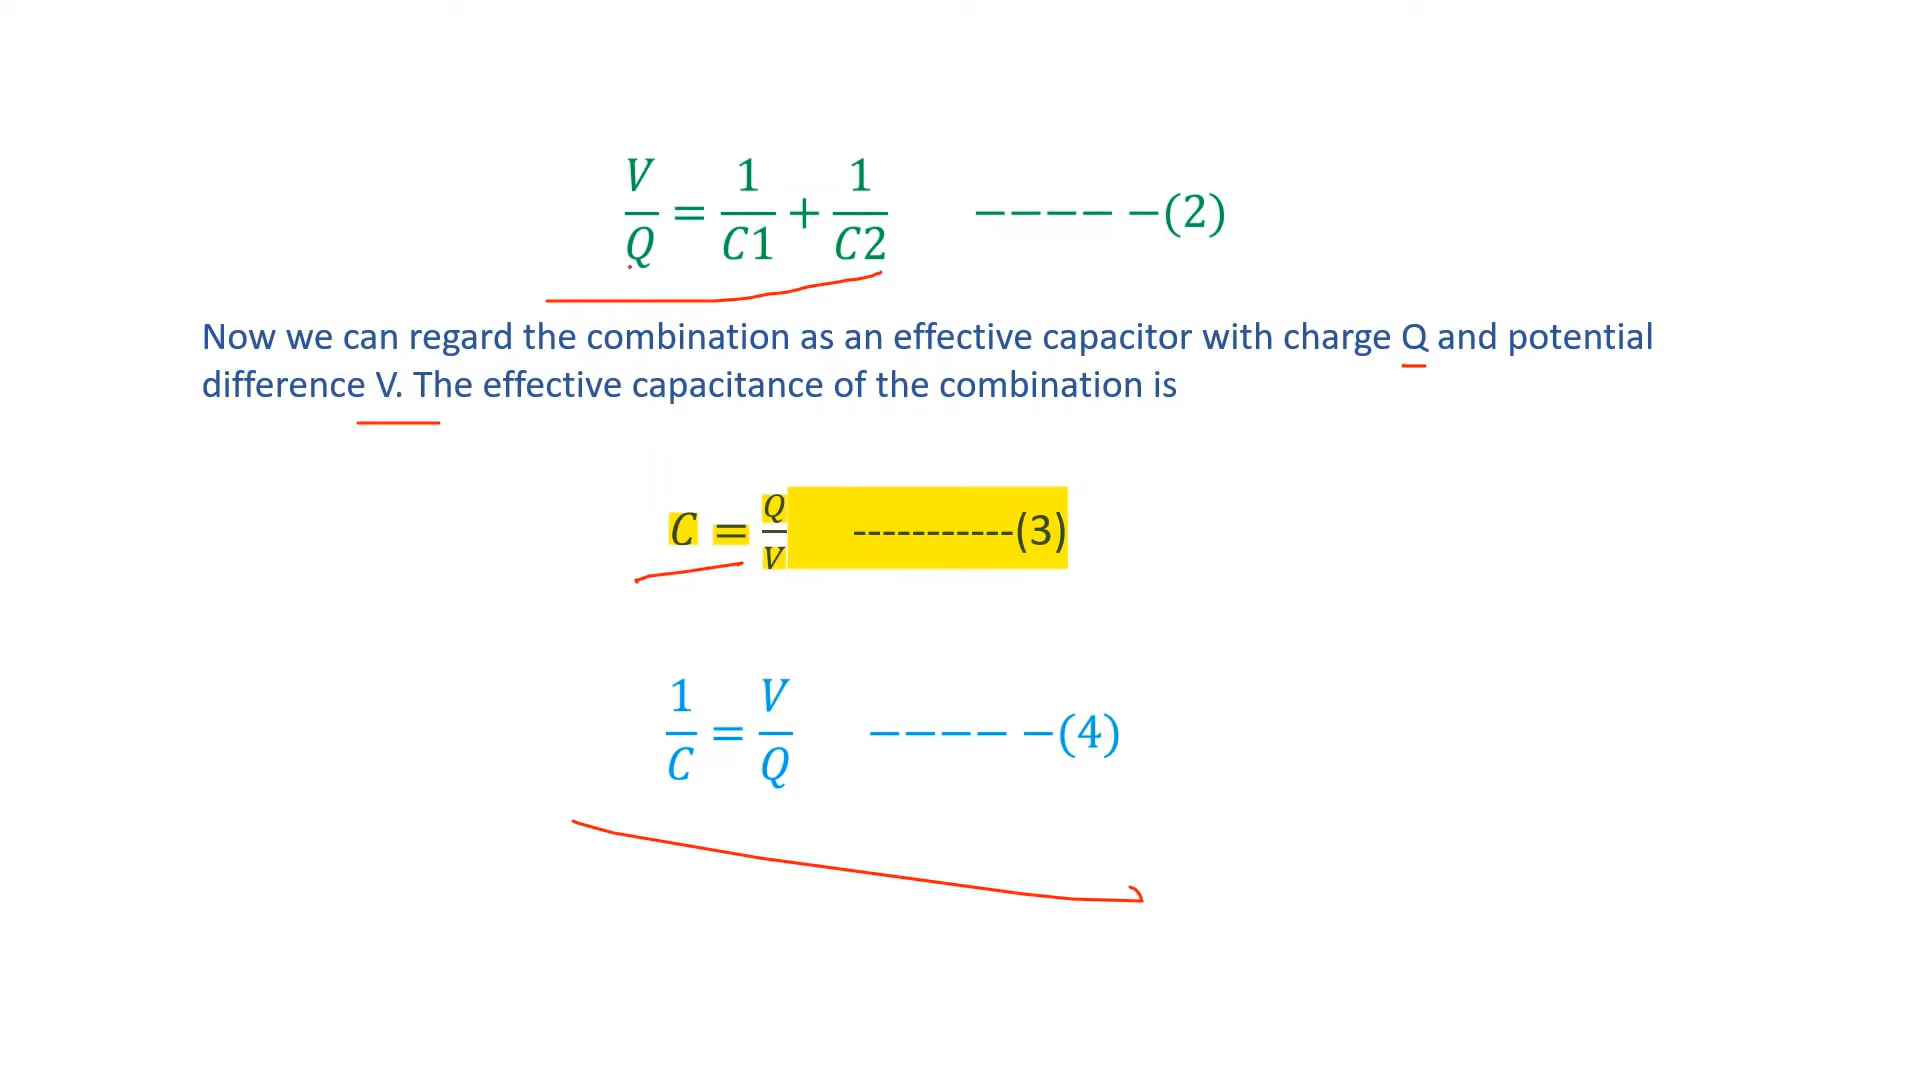 V/Q = 1/C1 + 1/C2 −−−− −(2)
Now we can regard the combination as an effective capacitor with charge Q and potential
difference V. The effective capacitance of the combination is
C = Q/V -----------(3)
1/C = V/Q −−−− −(4)